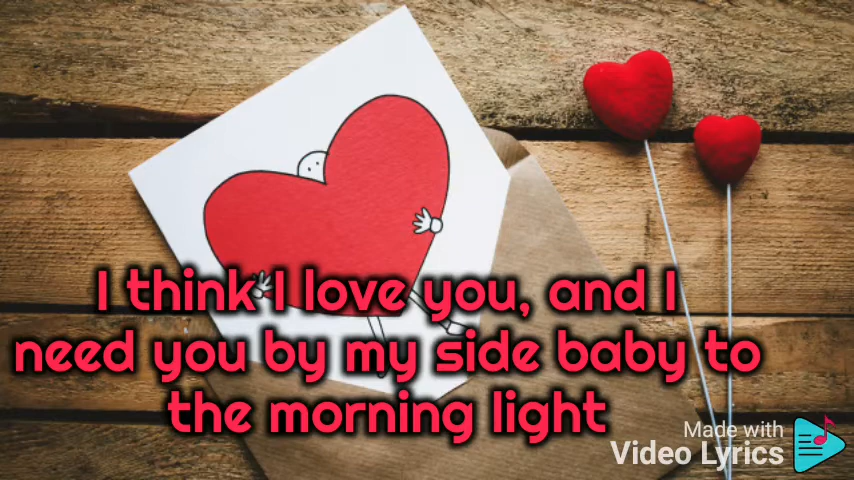 I think I love you, and I
need you by my side baby to
the morning light
Made with
Video Lyrics